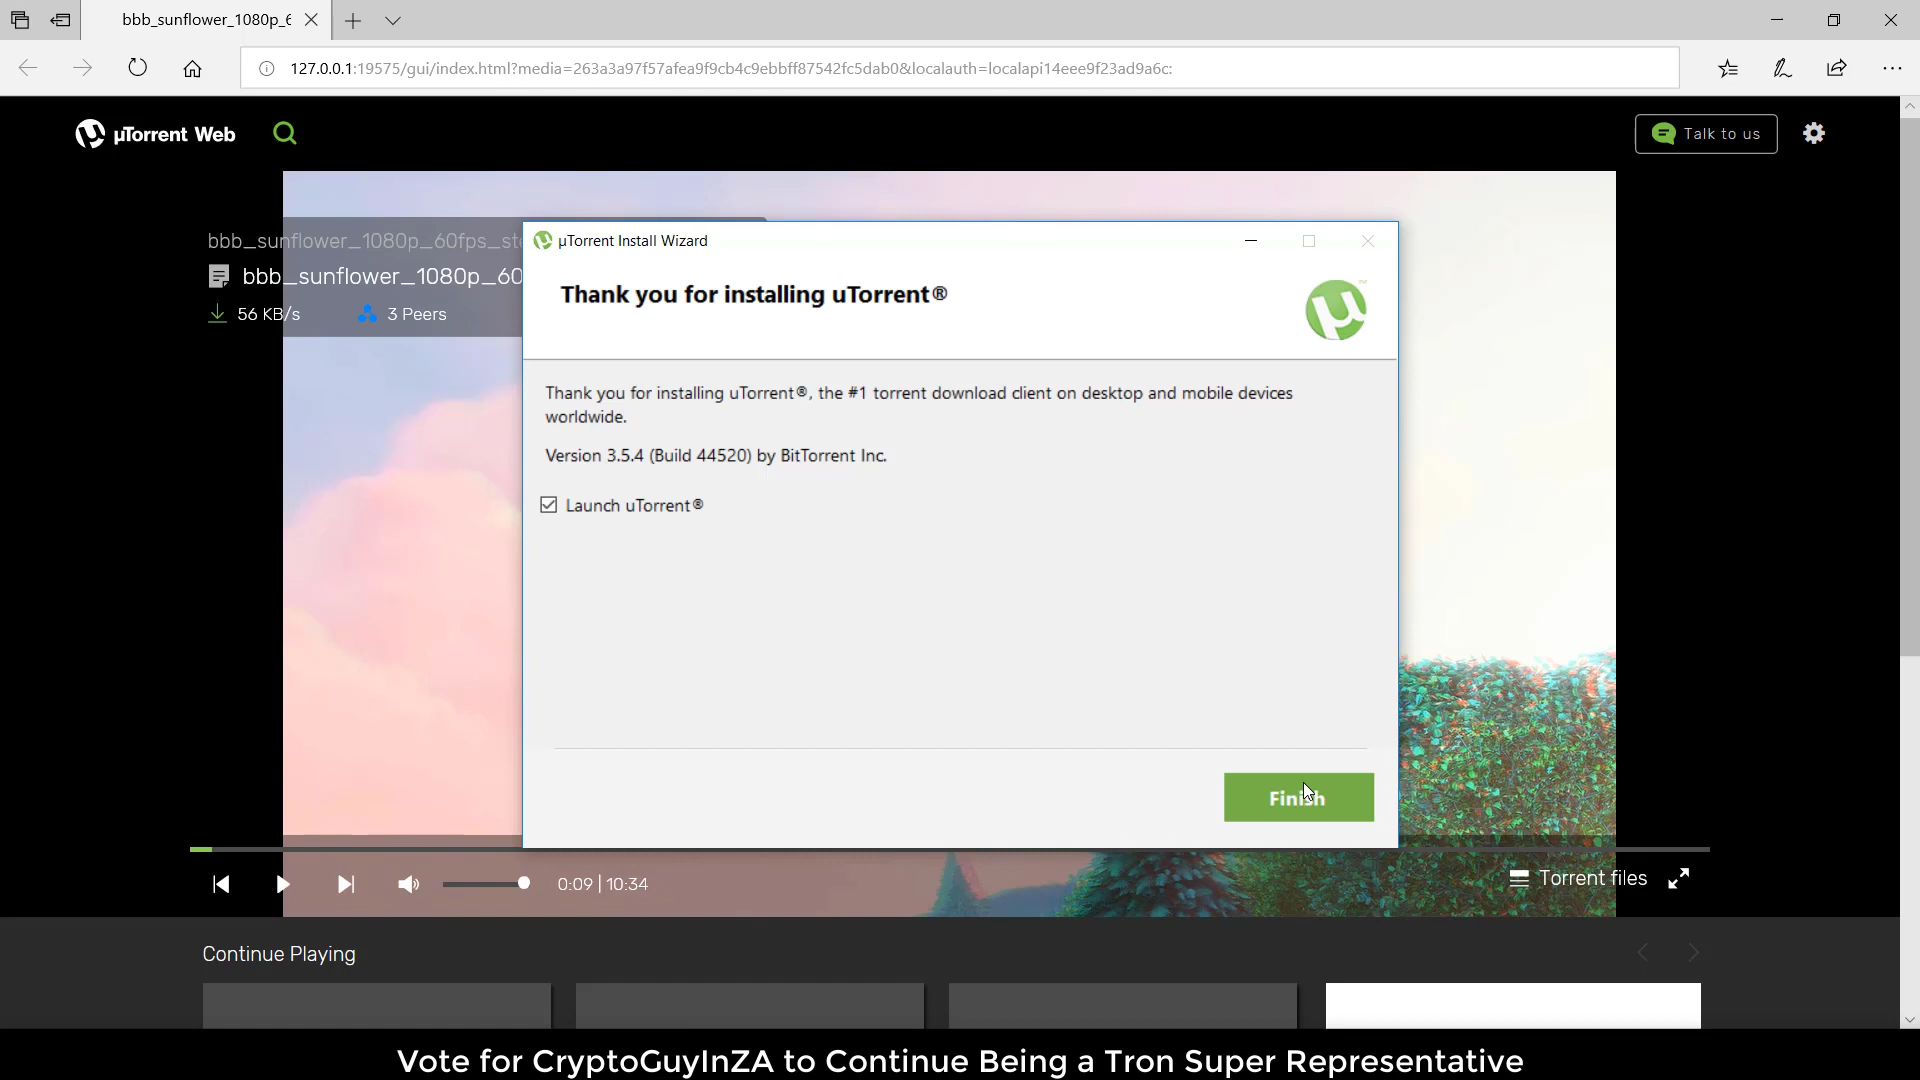 bbb_sunflower_1080p_6
127.0.0.1:19575/gui/index.html?media=263a3a97f57afea9f9cb4c9ebbff87542fc5dab0&localauth=localapi14eee9f23ad9a6c:
µTorrent Web
Talk to us
bbb_sunflower_1080p_60fps_ste
bbb_sunflower_1080p_60
56 KB/s
3 Peers
µTorrent Install Wizard
Thank you for installing uTorrent®
Thank you for installing uTorrent®, the #1 torrent download client on desktop and mobile devices
worldwide.
Version 3.5.4 (Build 44520) by BitTorrent Inc.
Launch uTorrent®
Finish
0:09 | 10:34
Torrent files
Continue Playing
Vote for CryptoGuyInZA to Continue Being a Tron Super Representative